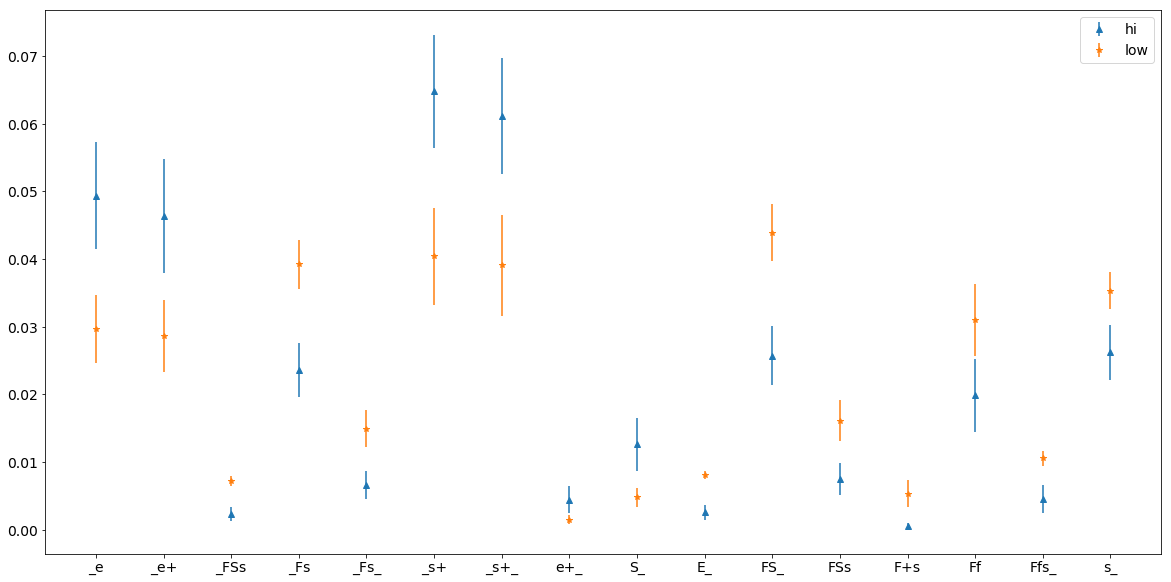 hi
low
0.07
0.06
0.05
0.04
0.03
0.02
0.01
0.00
_e _e+ _FSs _Fs _Fs_ _s+ _s+_ e+_ S_ E_ FS_ FSs F+s Ff Ffs_ s_